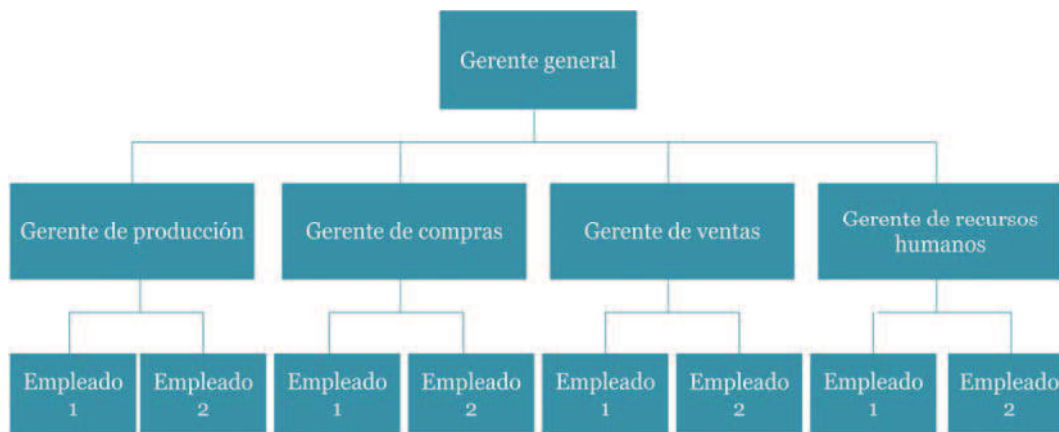 Gerente general
Gerente de producción
Gerente de compras
Gerente de ventas
Gerente de recursos
humanos
Empleado
1
Empleado
2
Empleado
1
Empleado
2
Empleado
1
Empleado
2
Empleado
1
Empleado
2